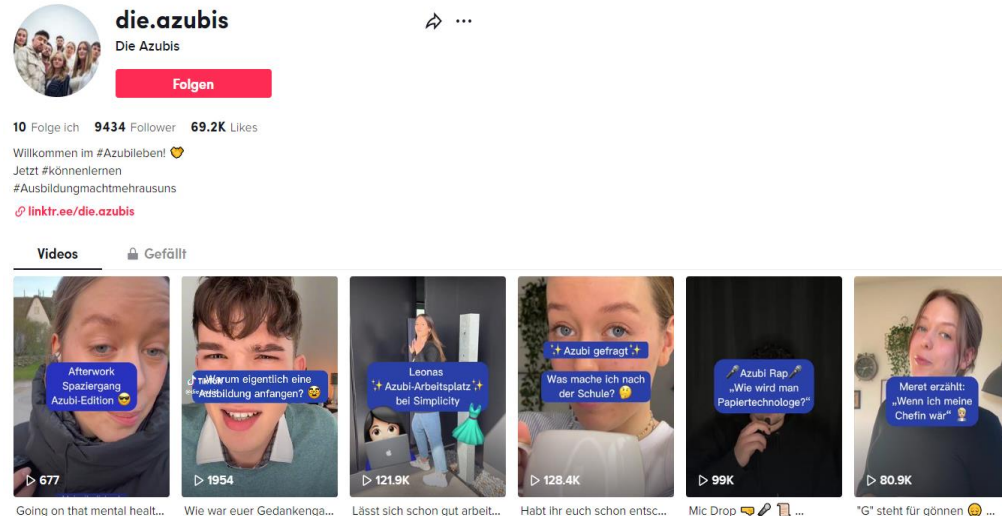 die.azubis
Die Azubis
Folgen
10 Folge ich 9434 Follower 69.2K Likes
Willkommen im #Azubileben!
Jetzt #könnenlernen
#Ausbildungmachtmehrausuns
linktr.ee/die.azubis
Videos Gefällt
Afterwork
Spaziergang
Azubi-Edition
677
Going on that mental healt...
Warum eigentlich eine
Ausbildung anfangen?
1954
Wie war euer Gedankenga...
Leonas
Azubi-Arbeitsplatz
bei Simplicity
121.9K
Lässt sich schon gut arbeit...
Azubi gefragt
Was mache ich nach
der Schule?
128.4K
Habt ihr euch schon entsc...
Azubi Rap
„Wie wird man
Papiertechnologe?“
99K
Mic Drop ...
Meret erzählt:
„Wenn ich meine
Chefin wär“
80.9K
"G" steht für gönnen ...